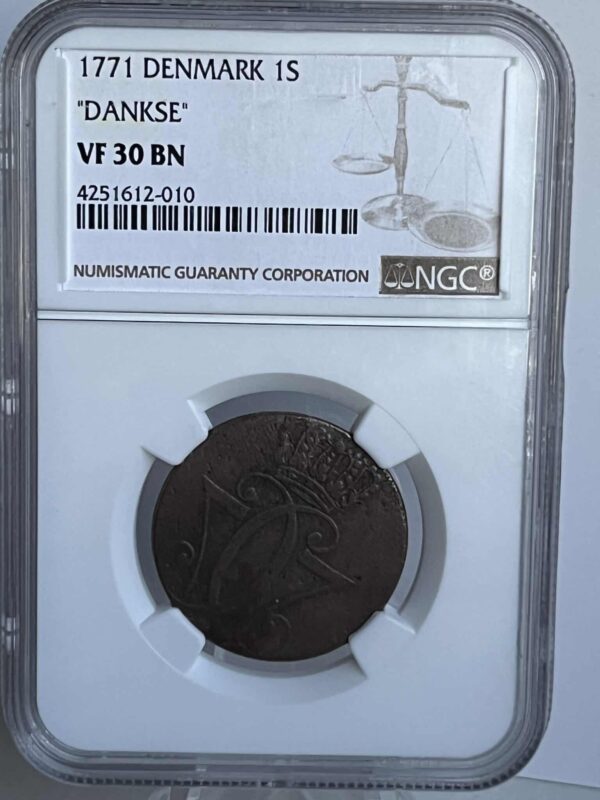 1771 DENMARK 1S
"DANKSE"
VF 30 BN
4251612-010
NUMISMATIC GUARANTY CORPORATION NGC®